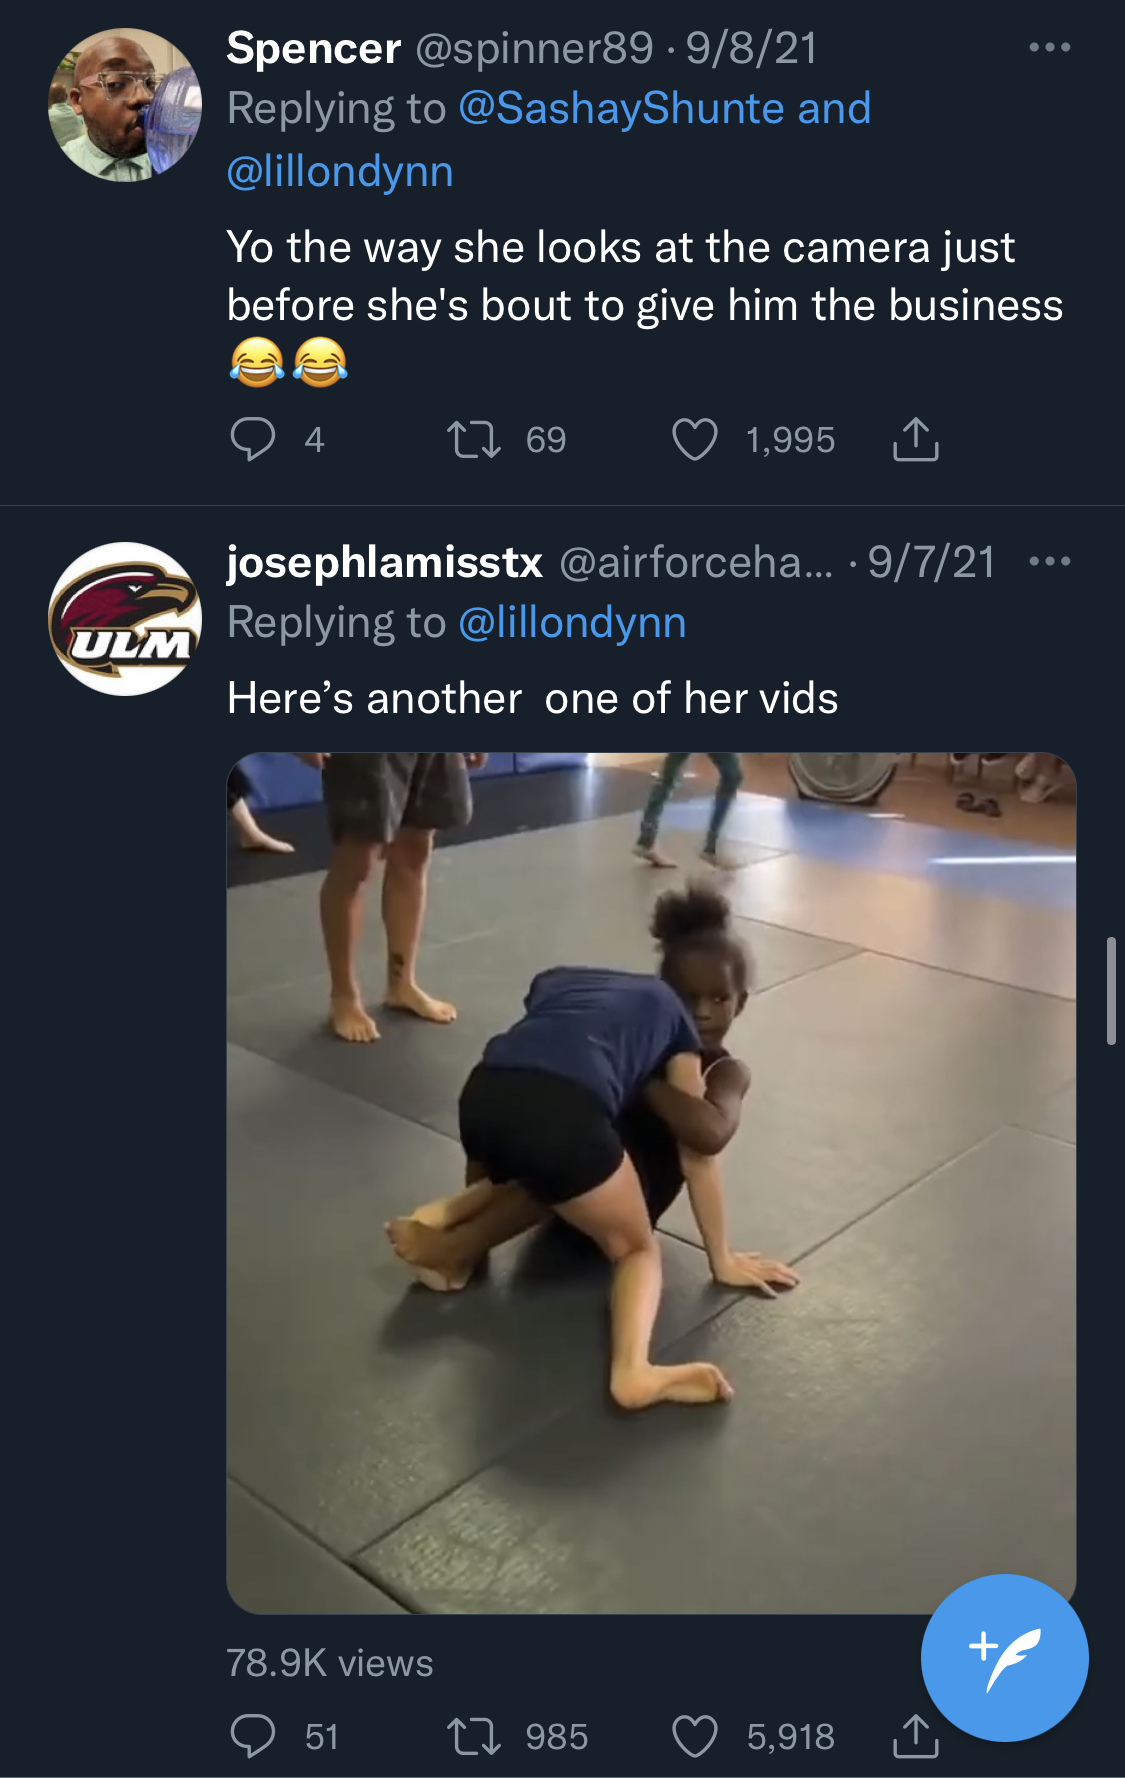 Spencer @spinner89 · 9/8/21
Replying to @SashayShunte and
@lillondynn
Yo the way she looks at the camera just
before she's bout to give him the business
😂😂
4 69 1,995
ULM
josephlamisstx @airforceha... · 9/7/21
Replying to @lillondynn
Here’s another one of her vids
78.9K views
51 985 5,918